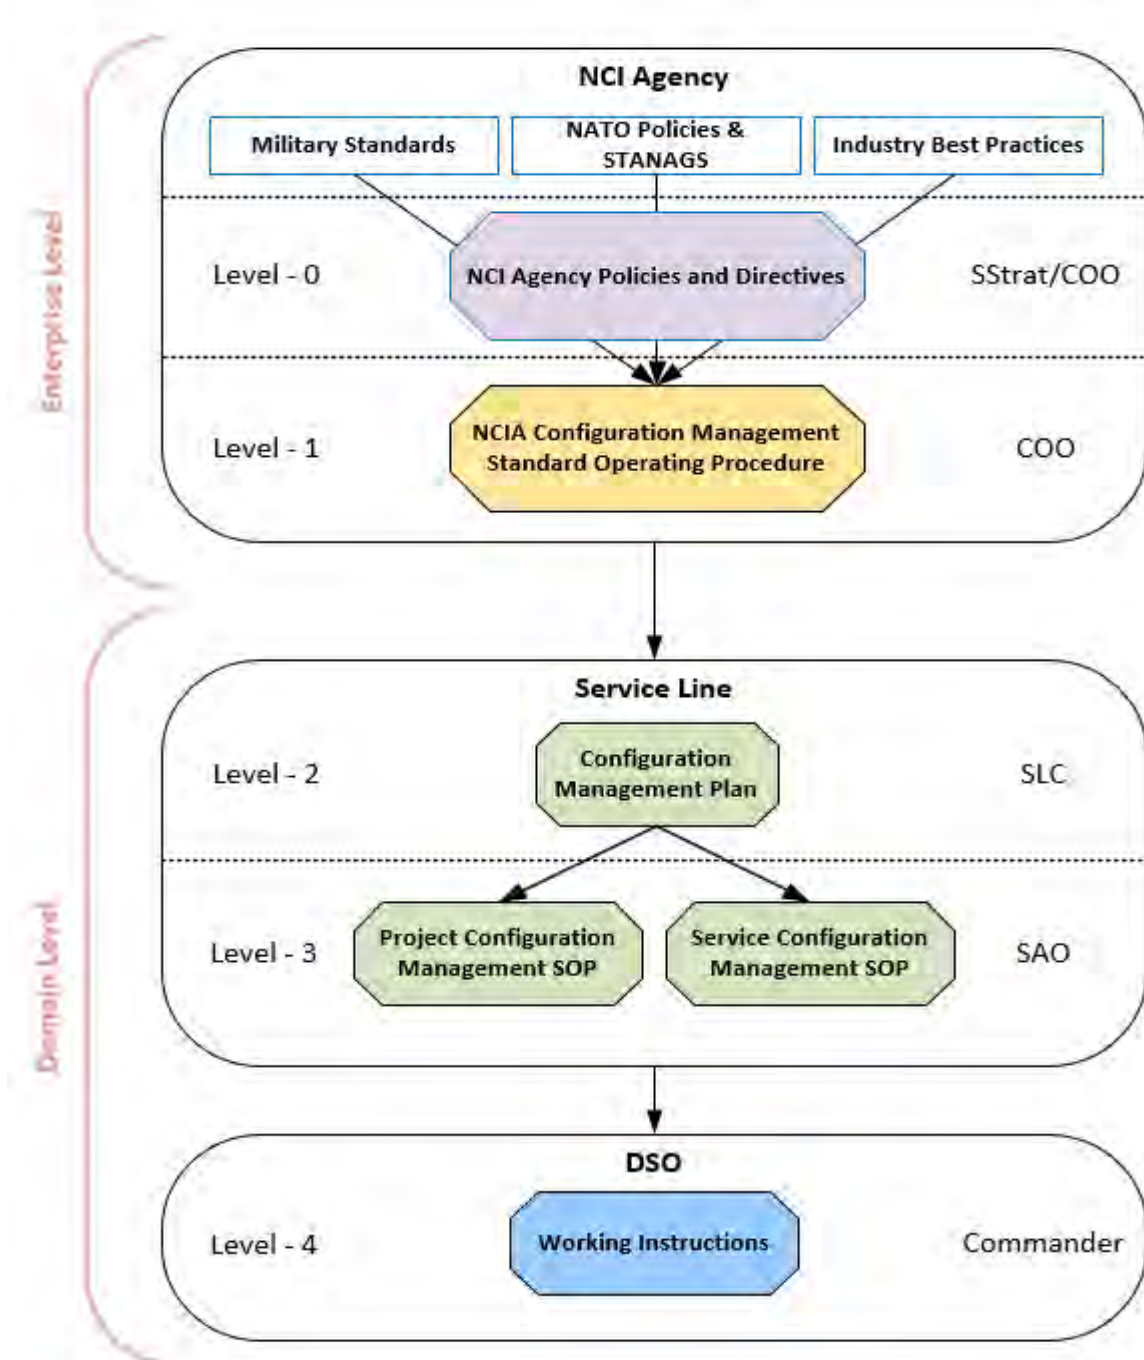 NCI Agency
Military Standards
NATO Policies &
STANAGS
Industry Best Practices
Enterprise Level
Level - 0
NCI Agency Policies and Directives
SStrat/COO
Level - 1
NCIA Configuration Management
Standard Operating Procedure
COO
Service Line
Level - 2
Configuration
Management Plan
SLC
Domain Level
Level - 3
Project Configuration
Management SOP
Service Configuration
Management SOP
SAO
DSO
Level - 4
Working Instructions
Commander